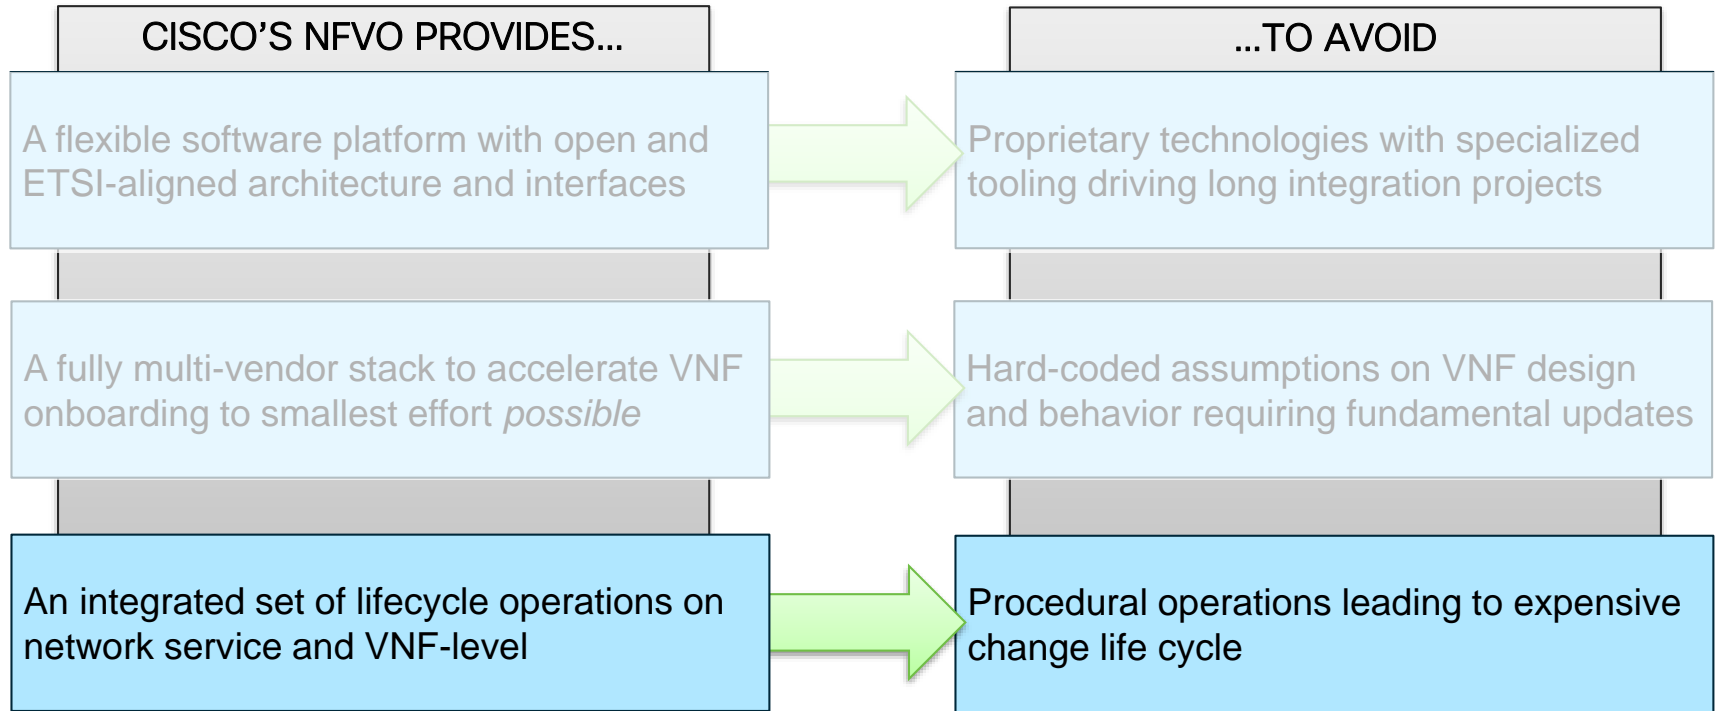 CISCO'S NFVO PROVIDES...
...TO AVOID
A flexible software platform with open and
ETSI-aligned architecture and interfaces
Proprietary technologies with specialized
tooling driving long integration projects
A fully multi-vendor stack to accelerate VNF
onboarding to smallest effort possible
Hard-coded assumptions on VNF design
and behavior requiring fundamental updates
An integrated set of lifecycle operations on
network service and VNF-level
Procedural operations leading to expensive
change life cycle